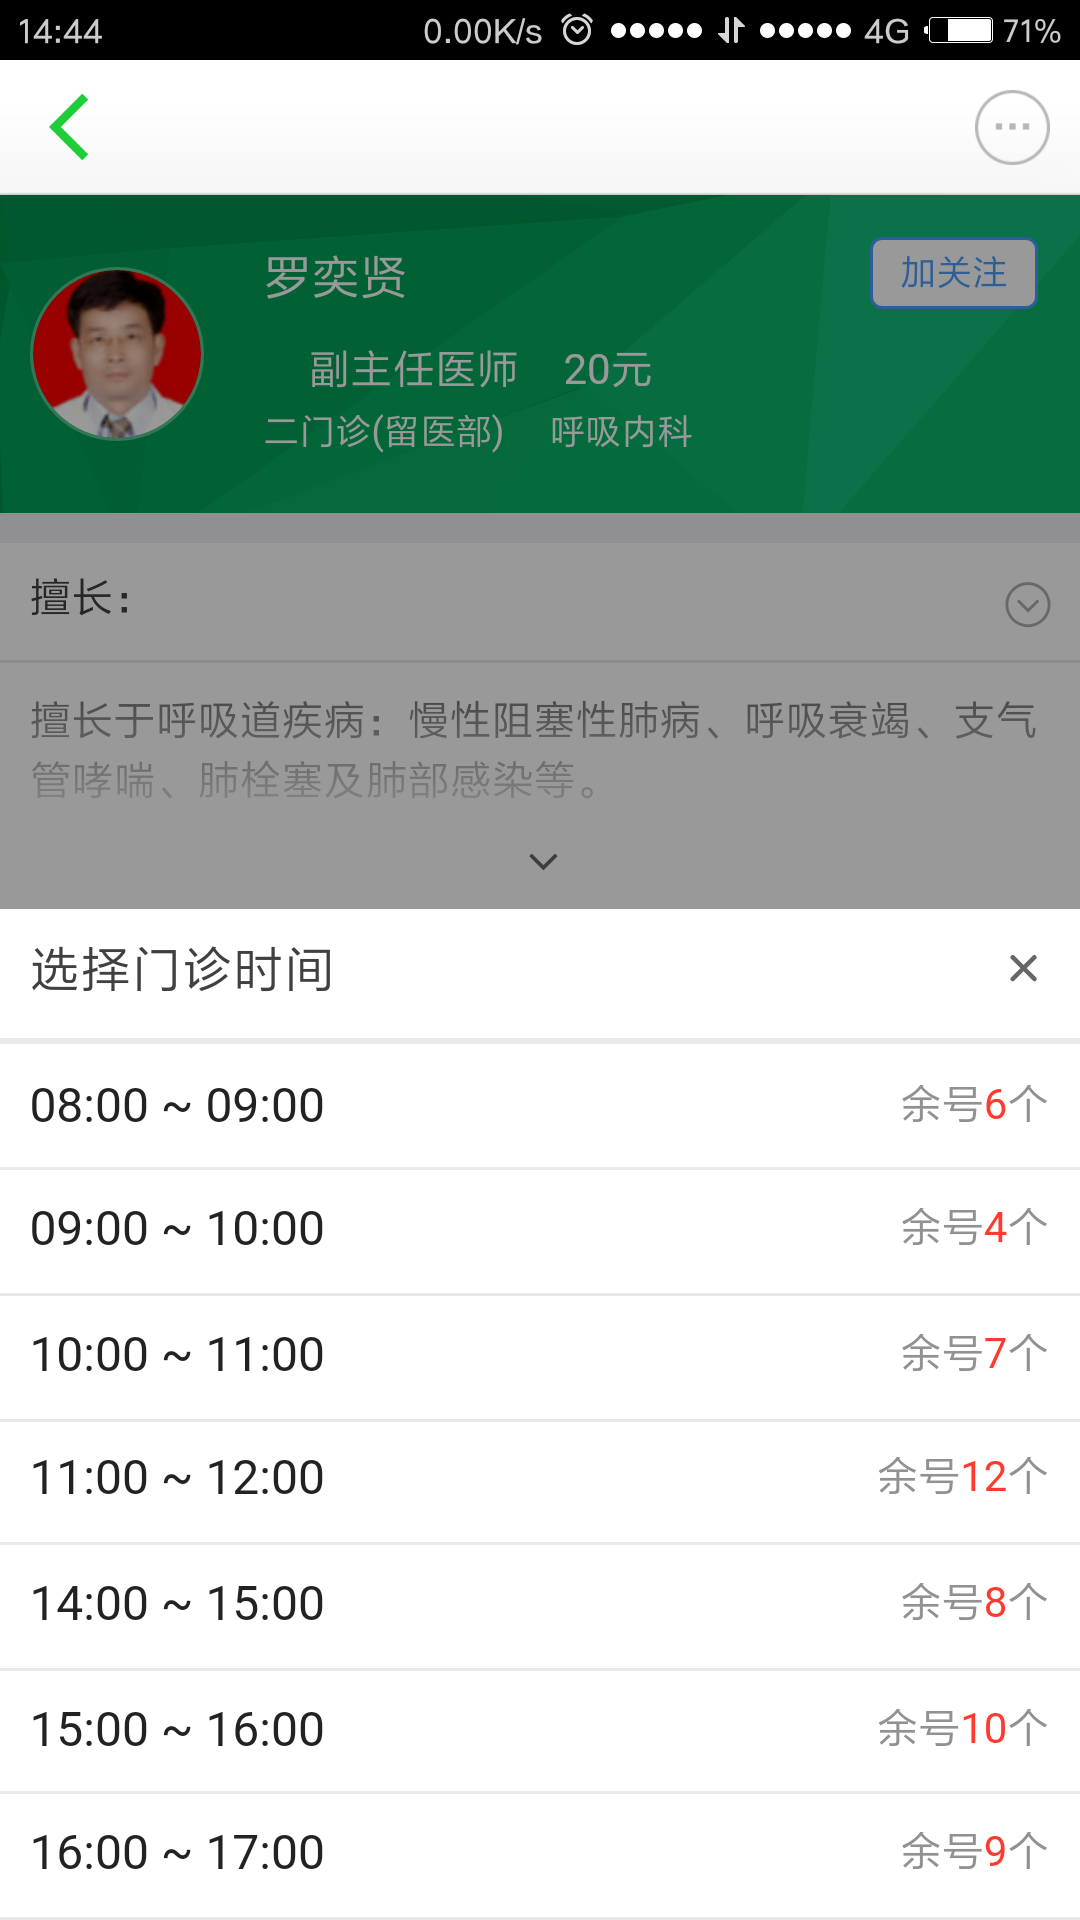 14:44 0.00K/s 4G 71%
罗奕贤 加关注
副主任医师 20元
二门诊(留医部) 呼吸内科
擅长：
擅长于呼吸道疾病：慢性阻塞性肺病、呼吸衰竭、支气
管哮喘、肺栓塞及肺部感染等。
选择门诊时间
08:00 ~ 09:00 余号6个
09:00 ~ 10:00 余号4个
10:00 ~ 11:00 余号7个
11:00 ~ 12:00 余号12个
14:00 ~ 15:00 余号8个
15:00 ~ 16:00 余号10个
16:00 ~ 17:00 余号9个